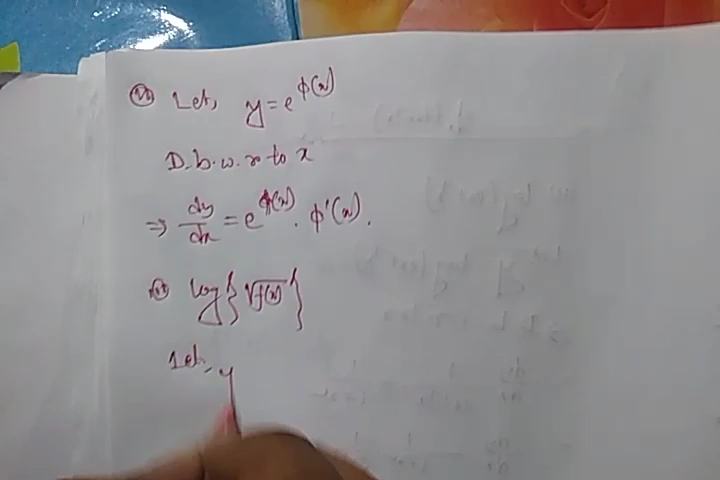 Let, y = e^φ(x)
D. b. w. r to x
⇒ dy/dx = e^φ(x) . φ'(x).
log{√f(x)}
Let, y